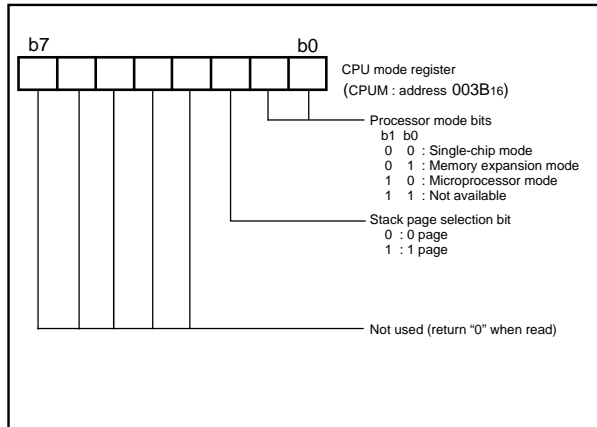 b7 b0
CPU mode register
(CPUM : address 003B16)
Processor mode bits
b1 b0
0 0 : Single-chip mode
0 1 : Memory expansion mode
1 0 : Microprocessor mode
1 1 : Not available
Stack page selection bit
0 : 0 page
1 : 1 page
Not used (return “0” when read)